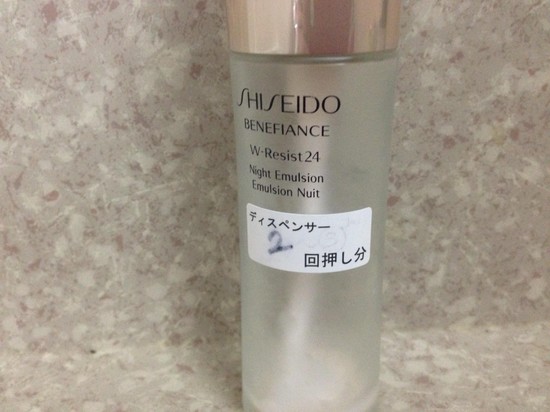 SHISEIDO
BENEFIANCE
W-Resist24
Night Emulsion
Emulsion Nuit
ディスペンサー
2
回押し分